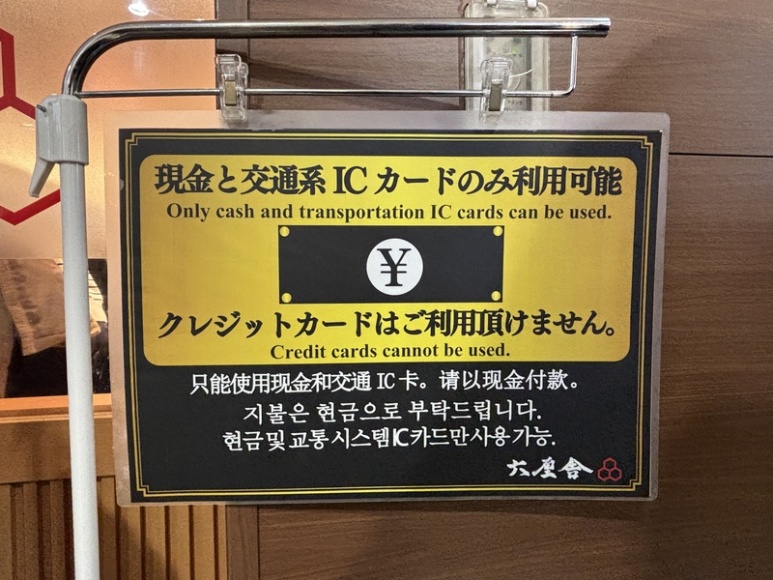 現金と交通系ICカードのみ利用可能
Only cash and transportation IC cards can be used.
¥
クレジットカードはご利用頂けません。
Credit cards cannot be used.
只能使用现金和交通IC卡。请以现金付款。
지불은 현금으로 부탁드립니다.
현금및교통시스템IC카드만사용가능.
六厘舎